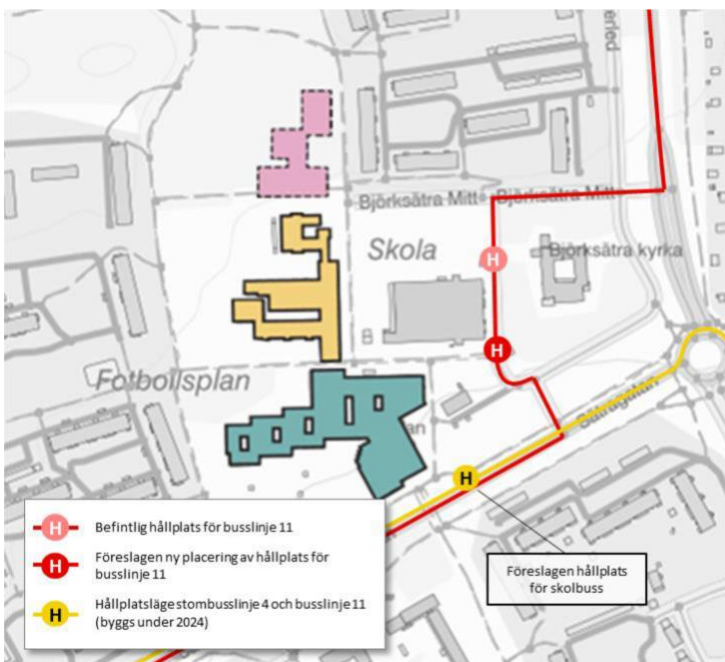 Björksätra Mitt
Björksätra Mitt
Skola
H
Björksätra kyrka
H
Fotbollsplan
Sätragatan
H
H Befintlig hållplats för busslinje 11
H Föreslagen ny placering av hållplats för
busslinje 11
H Hållplatsläge stombusslinje 4 och busslinje 11
(byggs under 2024)
Föreslagen hållplats
för skolbuss